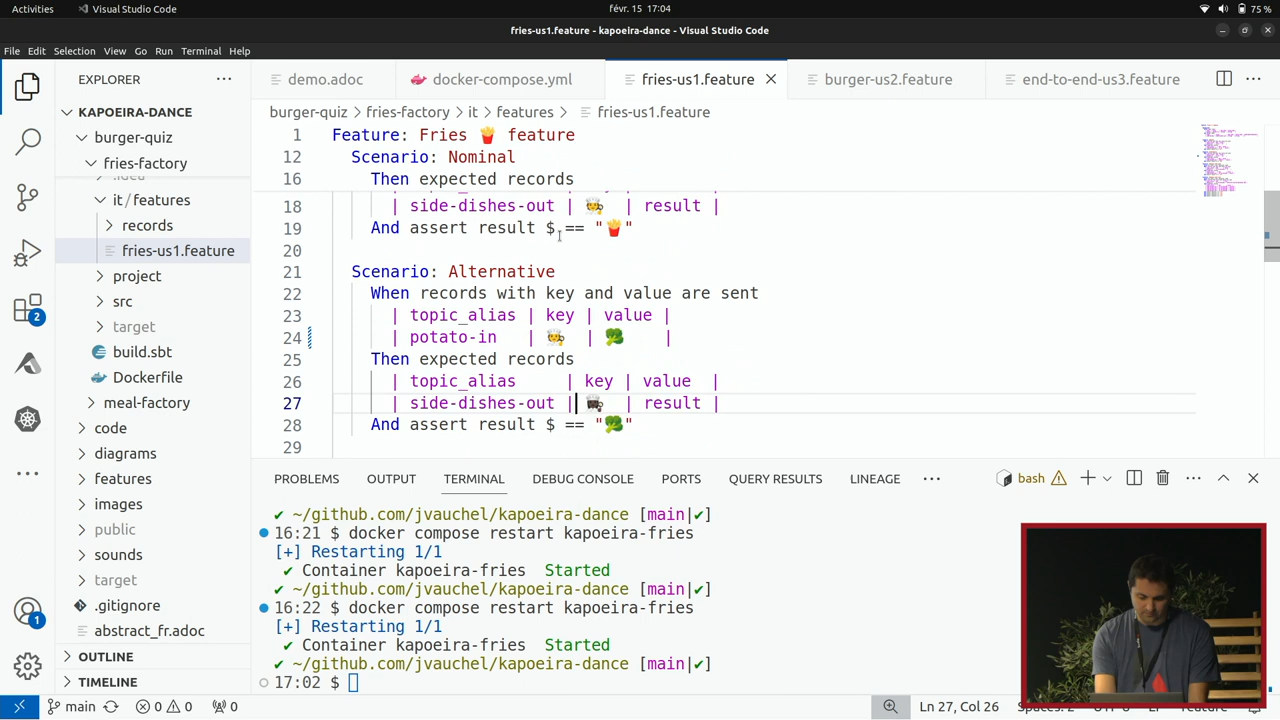 Activities Visual Studio Code févr. 15 17:04 75 %
fries-us1.feature - kapoeira-dance - Visual Studio Code
File Edit Selection View Go Run Terminal Help
EXPLORER ··· demo.adoc docker-compose.yml fries-us1.feature burger-us2.feature end-to-end-us3.feature ···
KAPOEIRA-DANCE
burger-quiz
fries-factory
it / features
records
fries-us1.feature
project
src
target
build.sbt
Dockerfile
meal-factory
code
diagrams
features
images
public
sounds
target
.gitignore
abstract_fr.adoc
OUTLINE
TIMELINE
2
1
burger-quiz > fries-factory > it > features > fries-us1.feature
1 Feature: Fries 🍟 feature
12 Scenario: Nominal
16 Then expected records
18 | side-dishes-out | 🧑‍🍳 | result |
19 And assert result $ == "🍟"
20
21 Scenario: Alternative
22 When records with key and value are sent
23 | topic_alias | key | value |
24 | potato-in | 🧑‍🍳 | 🥦 |
25 Then expected records
26 | topic_alias | key | value |
27 | side-dishes-out | 👨🏿‍🍳 | result |
28 And assert result $ == "🥦"
29
PROBLEMS OUTPUT TERMINAL DEBUG CONSOLE PORTS QUERY RESULTS LINEAGE ··· bash
✔ ~/github.com/jvauchel/kapoeira-dance [main|✔]
16:21 $ docker compose restart kapoeira-fries
[+] Restarting 1/1
✔ Container kapoeira-fries Started
✔ ~/github.com/jvauchel/kapoeira-dance [main|✔]
16:22 $ docker compose restart kapoeira-fries
[+] Restarting 1/1
✔ Container kapoeira-fries Started
✔ ~/github.com/jvauchel/kapoeira-dance [main|✔]
17:02 $
main 0 0 0 Ln 27, Col 26